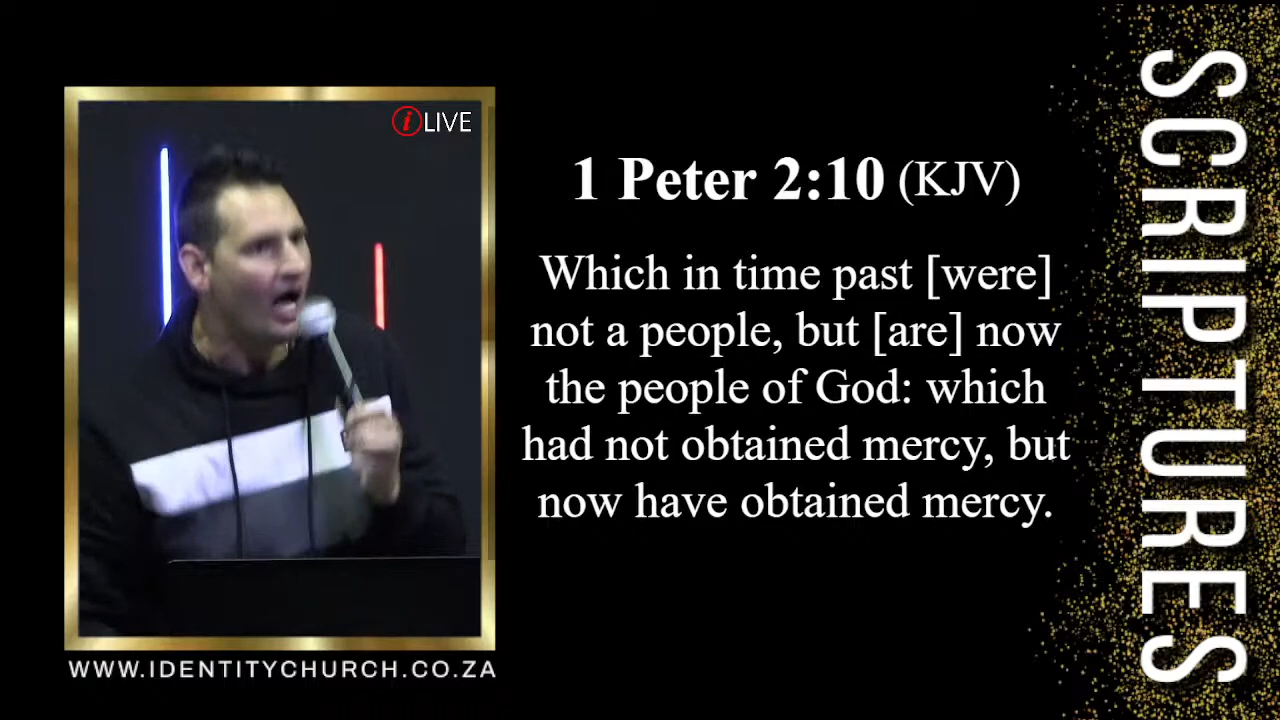 i LIVE
1 Peter 2:10 (KJV)
Which in time past [were]
not a people, but [are] now
the people of God: which
had not obtained mercy, but
now have obtained mercy.
WWW.IDENTITYCHURCH.CO.ZA
SCRIPTURES